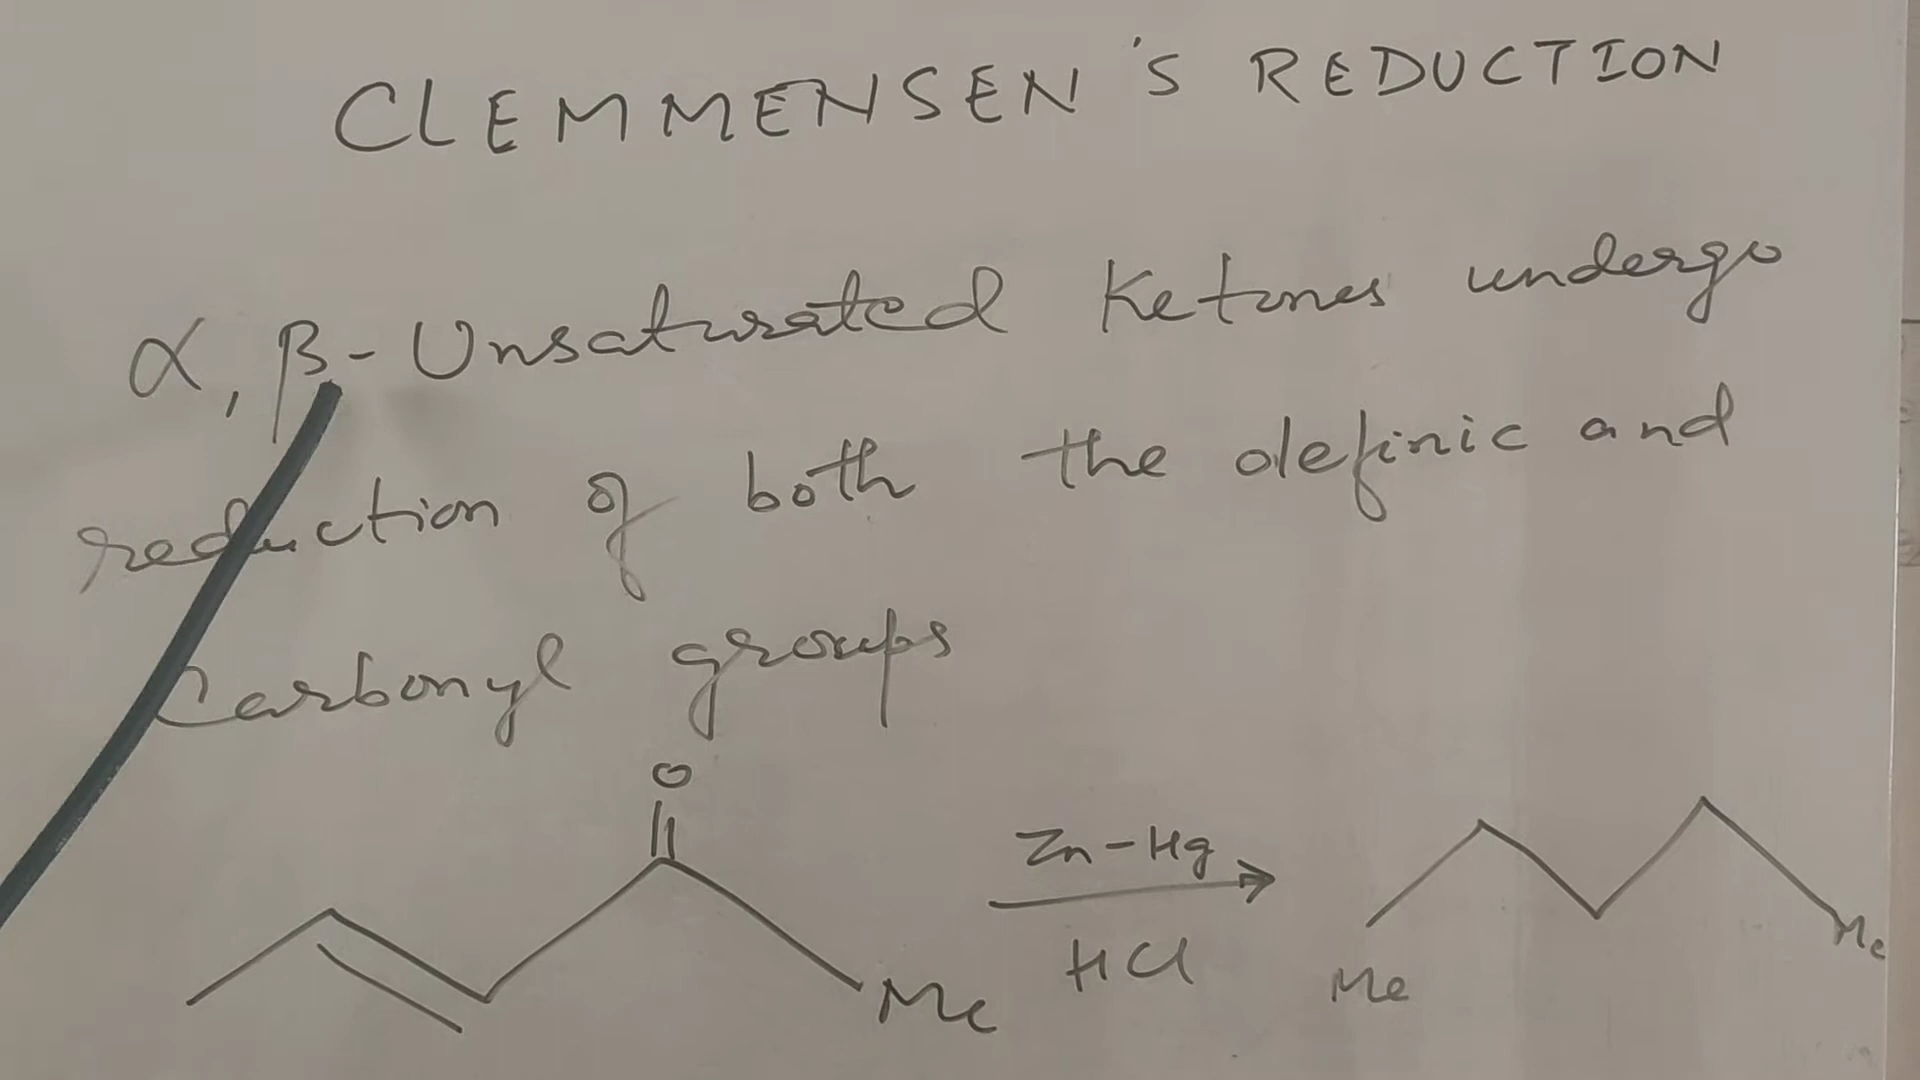 CLEMMENSEN'S REDUCTION
α, β-Unsaturated Ketones undergo
reduction of both the olefinic and
Carbonyl groups
O
Zn-Hg
HCl
Me
Me
Me